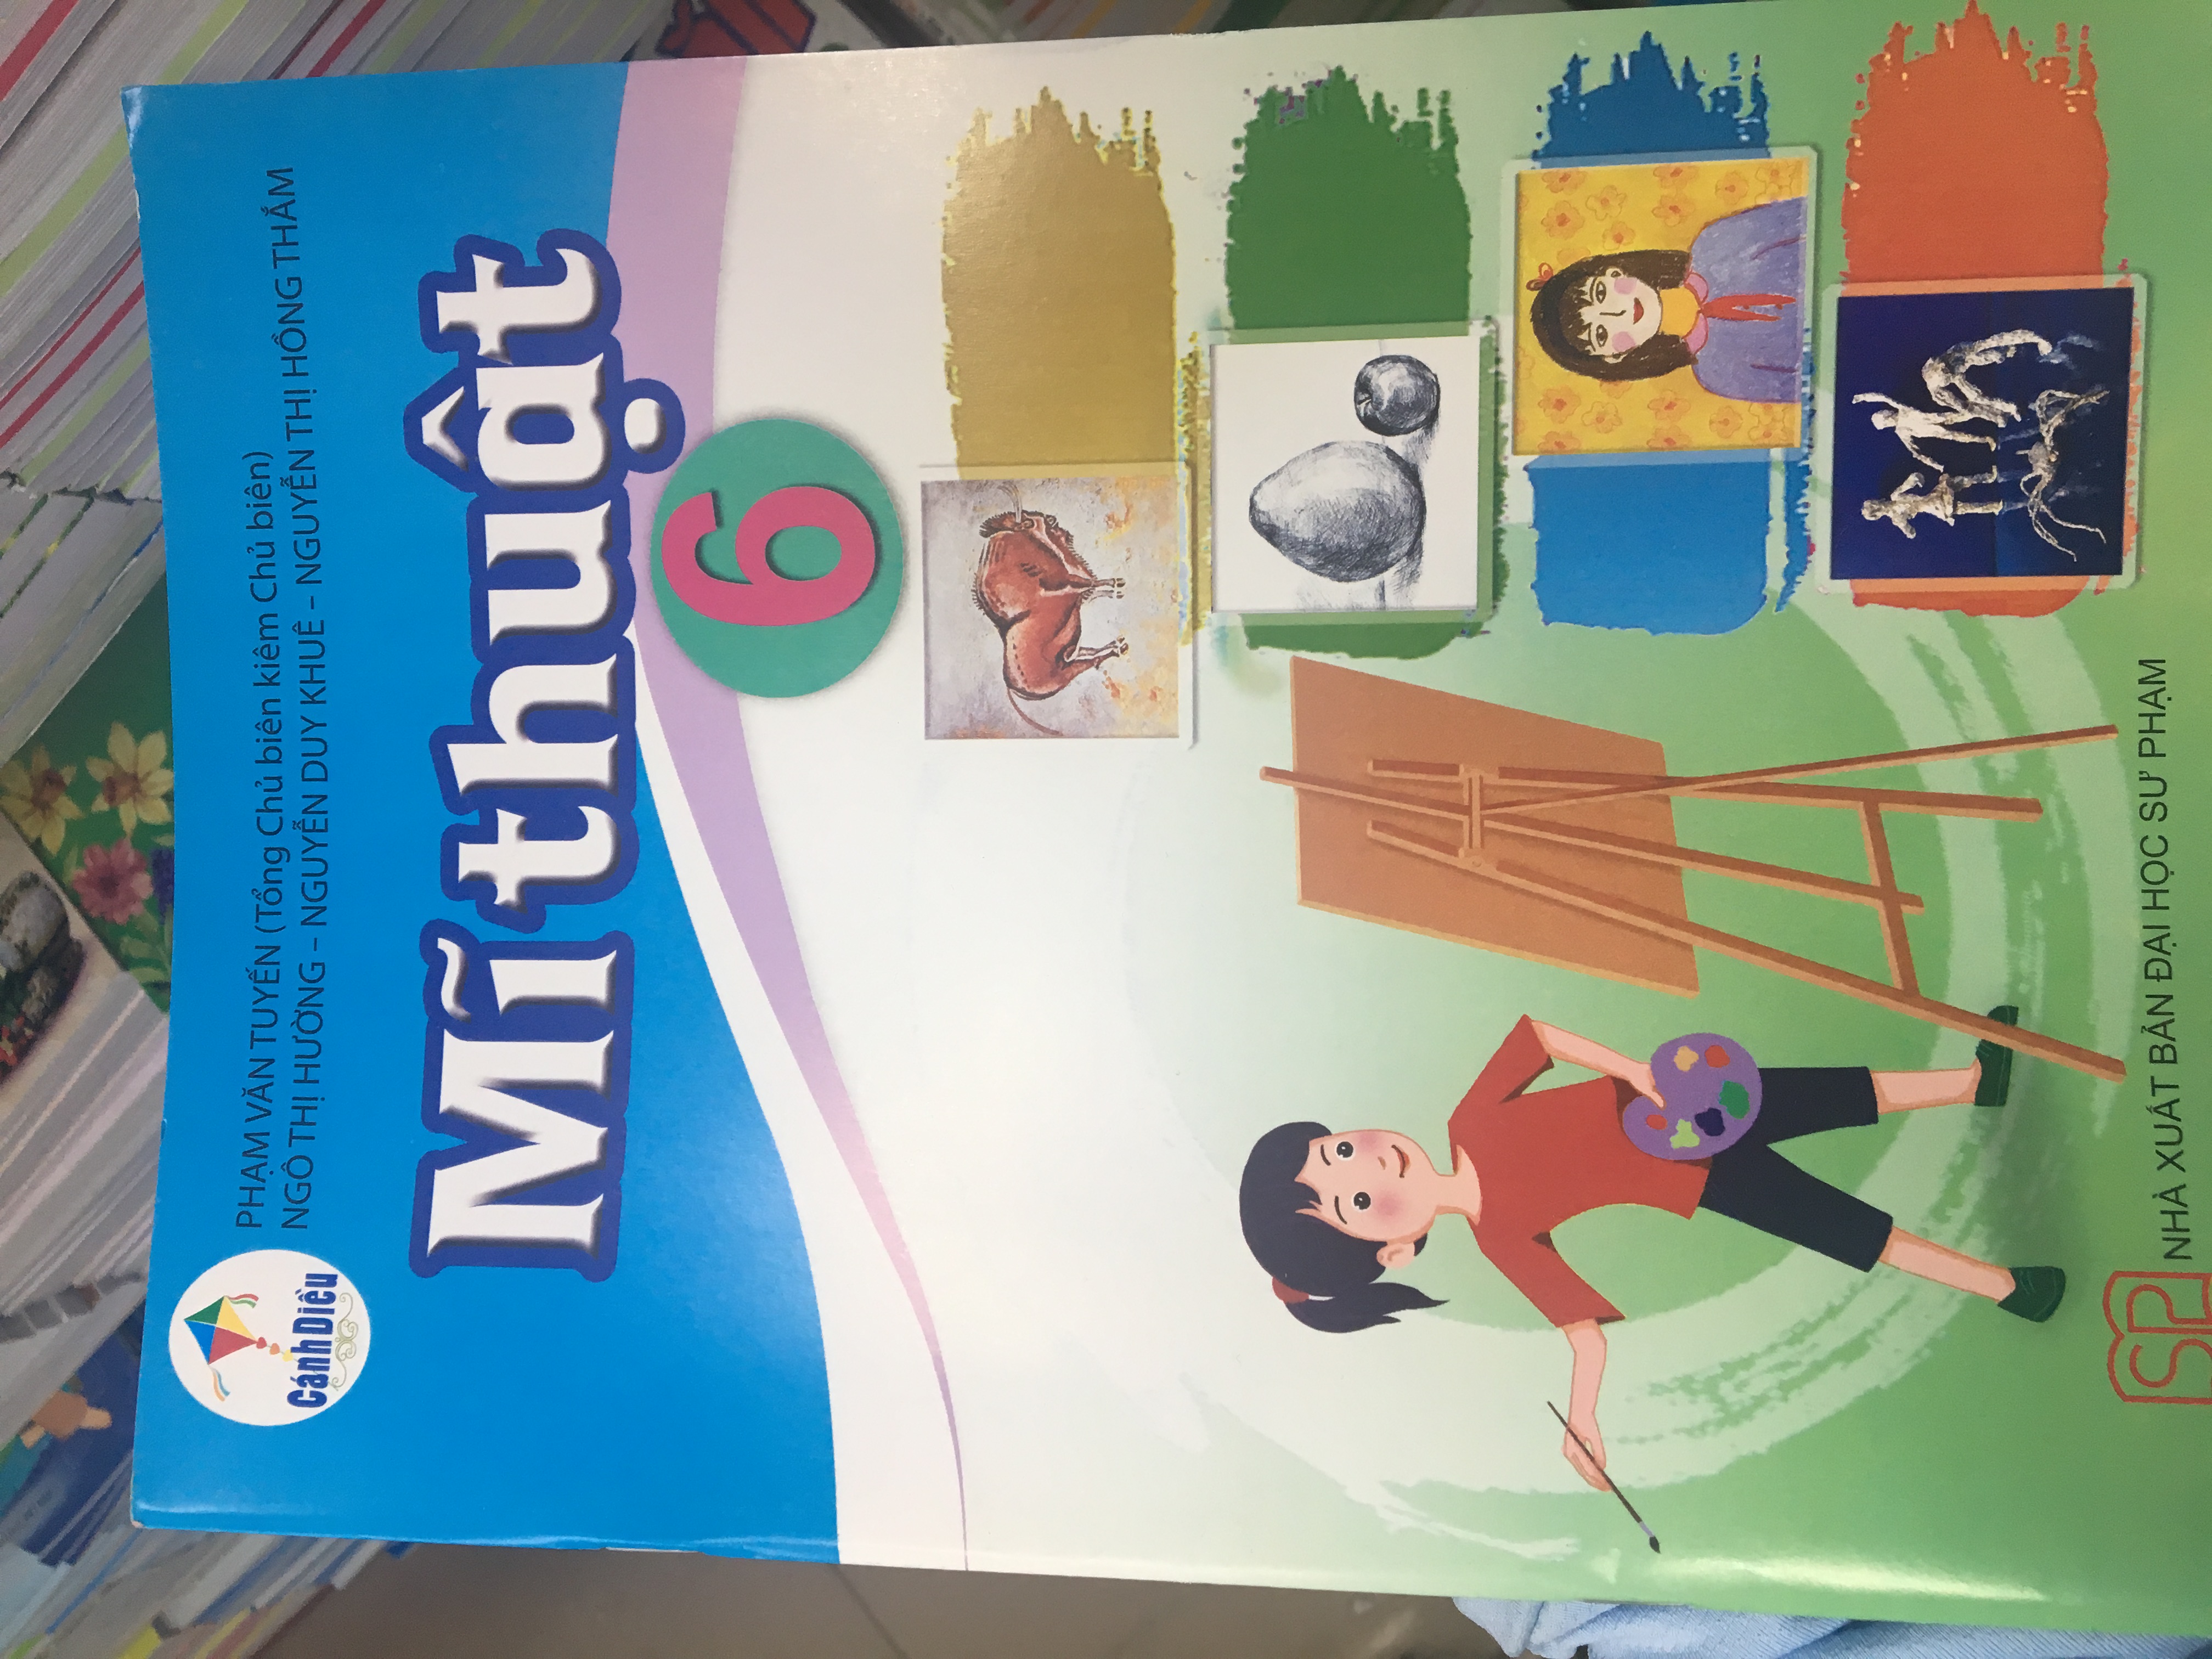 Cánh Diều
PHẠM VĂN TUYẾN (Tổng Chủ biên kiêm Chủ biên)
NGÔ THỊ HƯỜNG – NGUYỄN DUY KHUÊ – NGUYỄN THỊ HỒNG THẮM
Mĩ thuật
6
SP
NHÀ XUẤT BẢN ĐẠI HỌC SƯ PHẠM